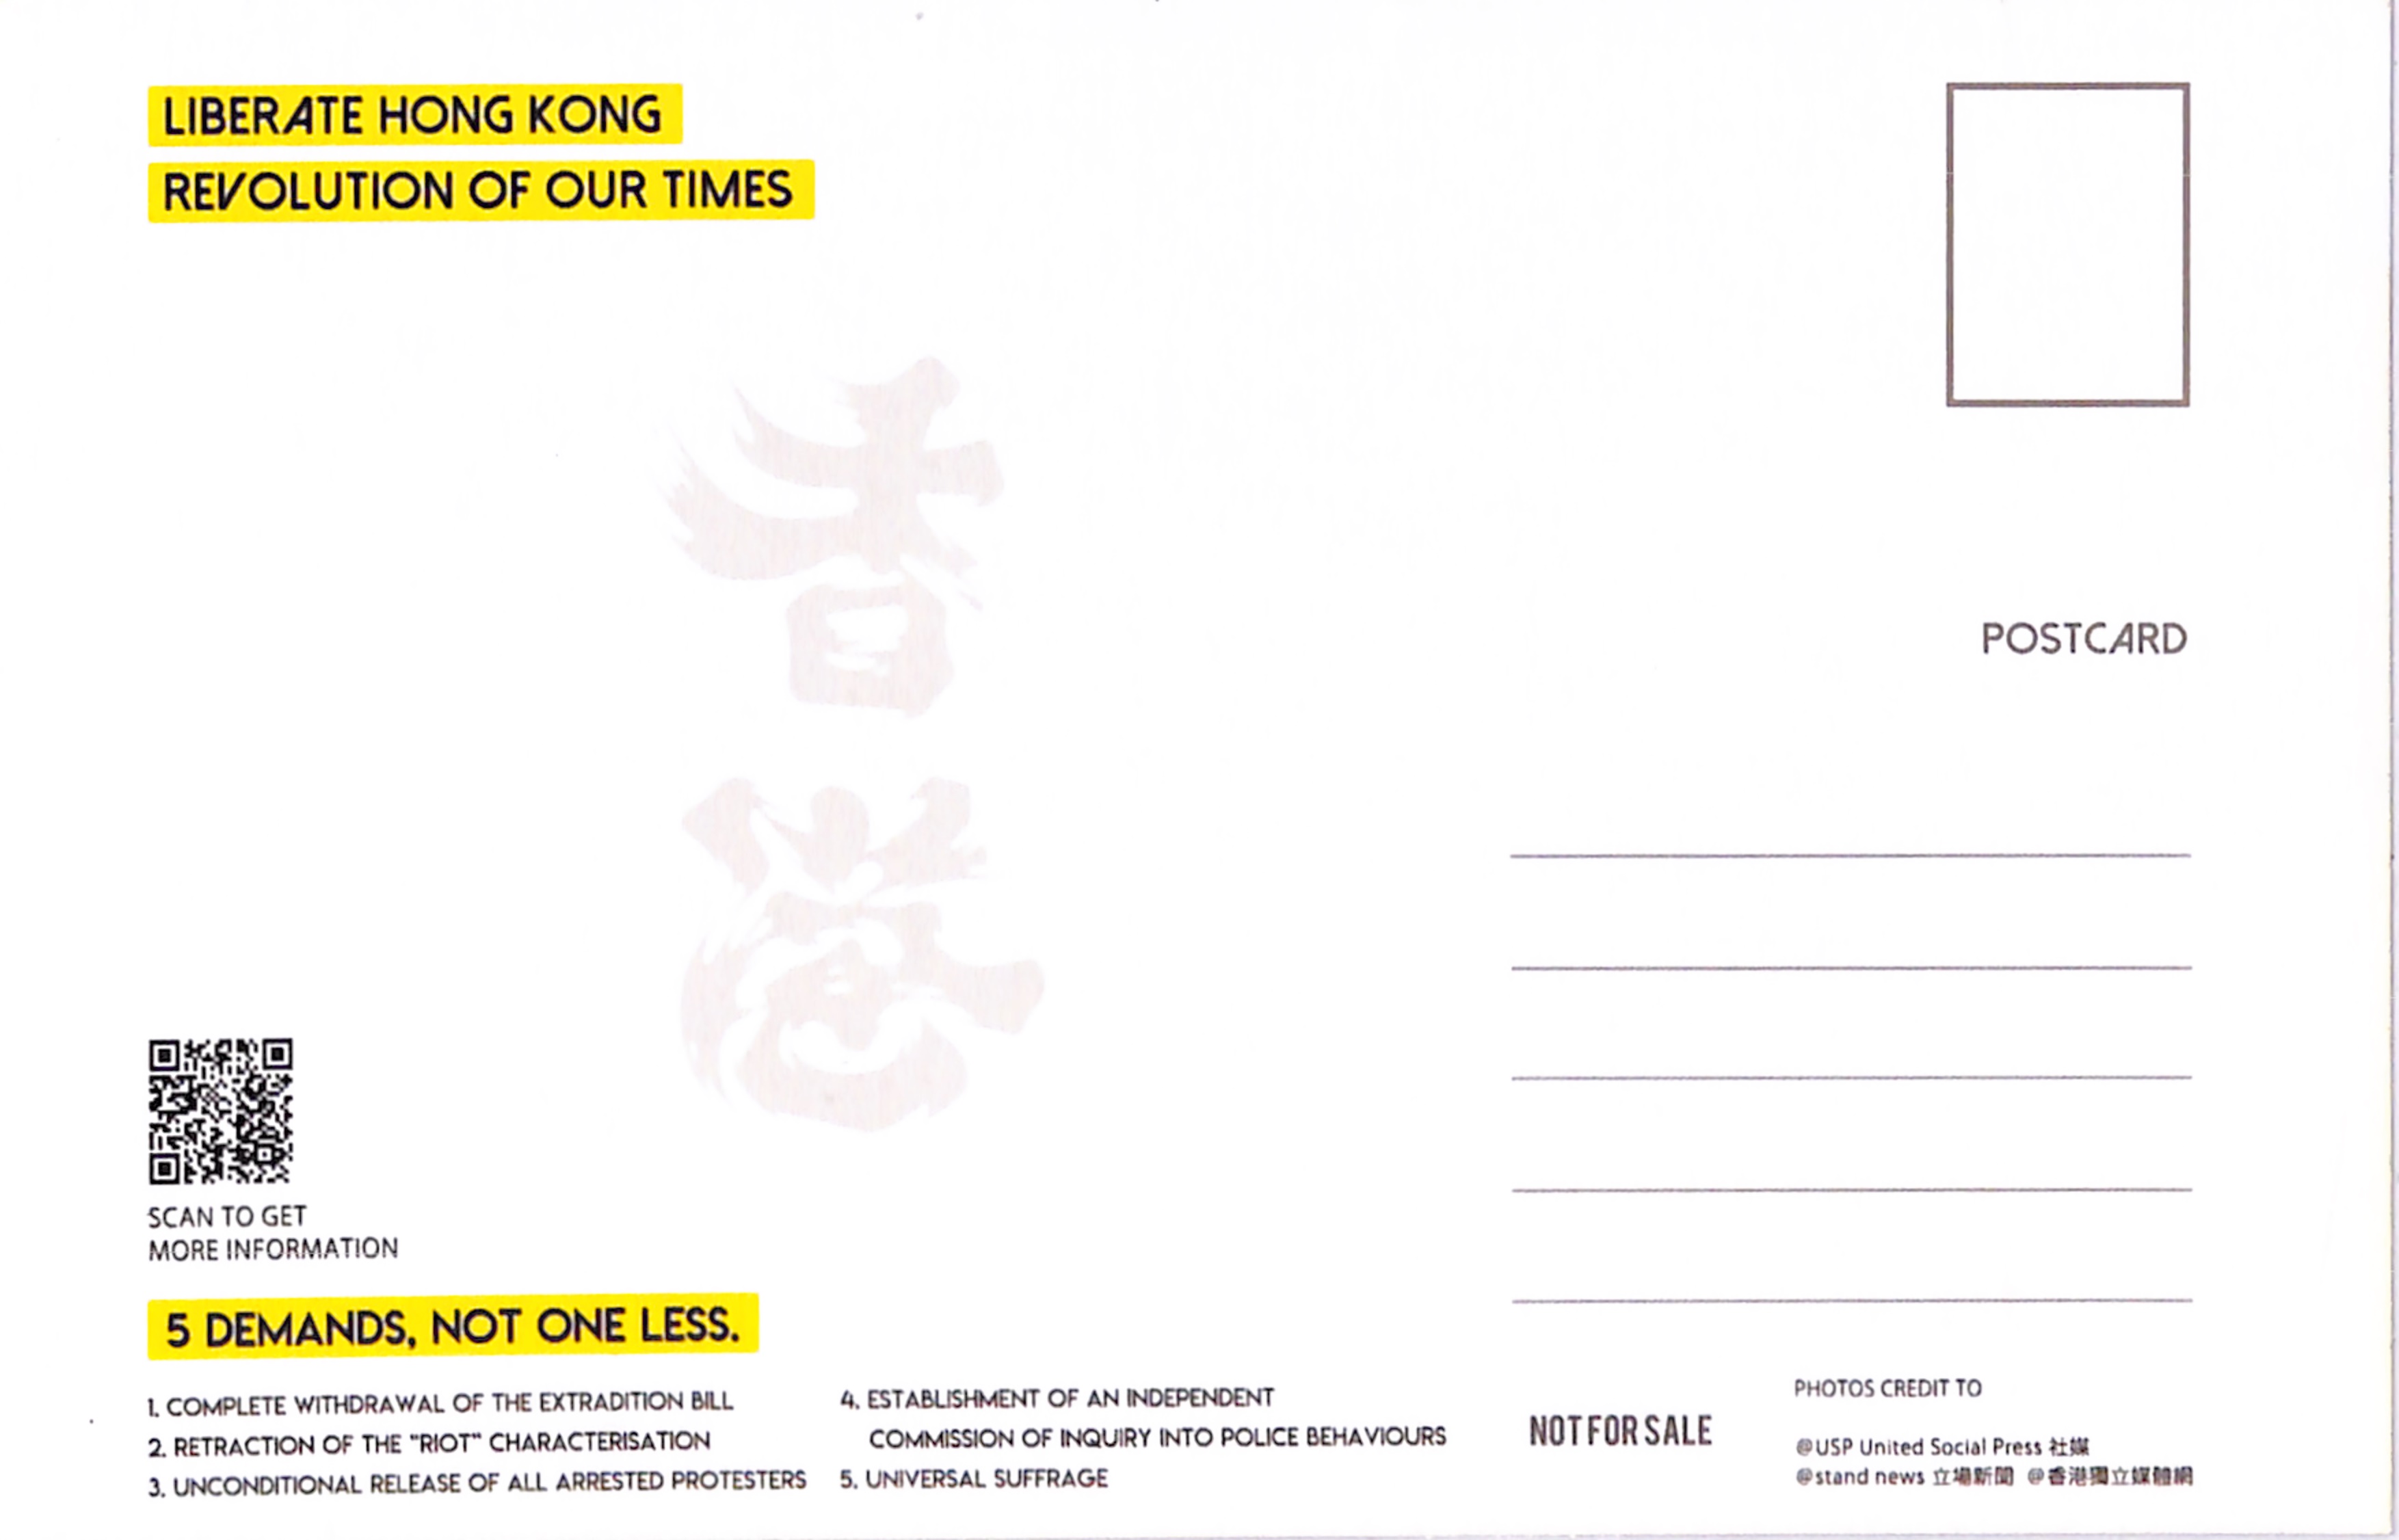 LIBERATE HONG KONG
REVOLUTION OF OUR TIMES
香
港
POSTCARD
SCAN TO GET
MORE INFORMATION
5 DEMANDS, NOT ONE LESS.
1. COMPLETE WITHDRAWAL OF THE EXTRADITION BILL
2. RETRACTION OF THE "RIOT" CHARACTERISATION
3. UNCONDITIONAL RELEASE OF ALL ARRESTED PROTESTERS
4. ESTABLISHMENT OF AN INDEPENDENT
COMMISSION OF INQUIRY INTO POLICE BEHAVIOURS
5. UNIVERSAL SUFFRAGE
NOT FOR SALE
PHOTOS CREDIT TO
@USP United Social Press 社媒
@stand news 立場新聞 @香港獨立媒體網